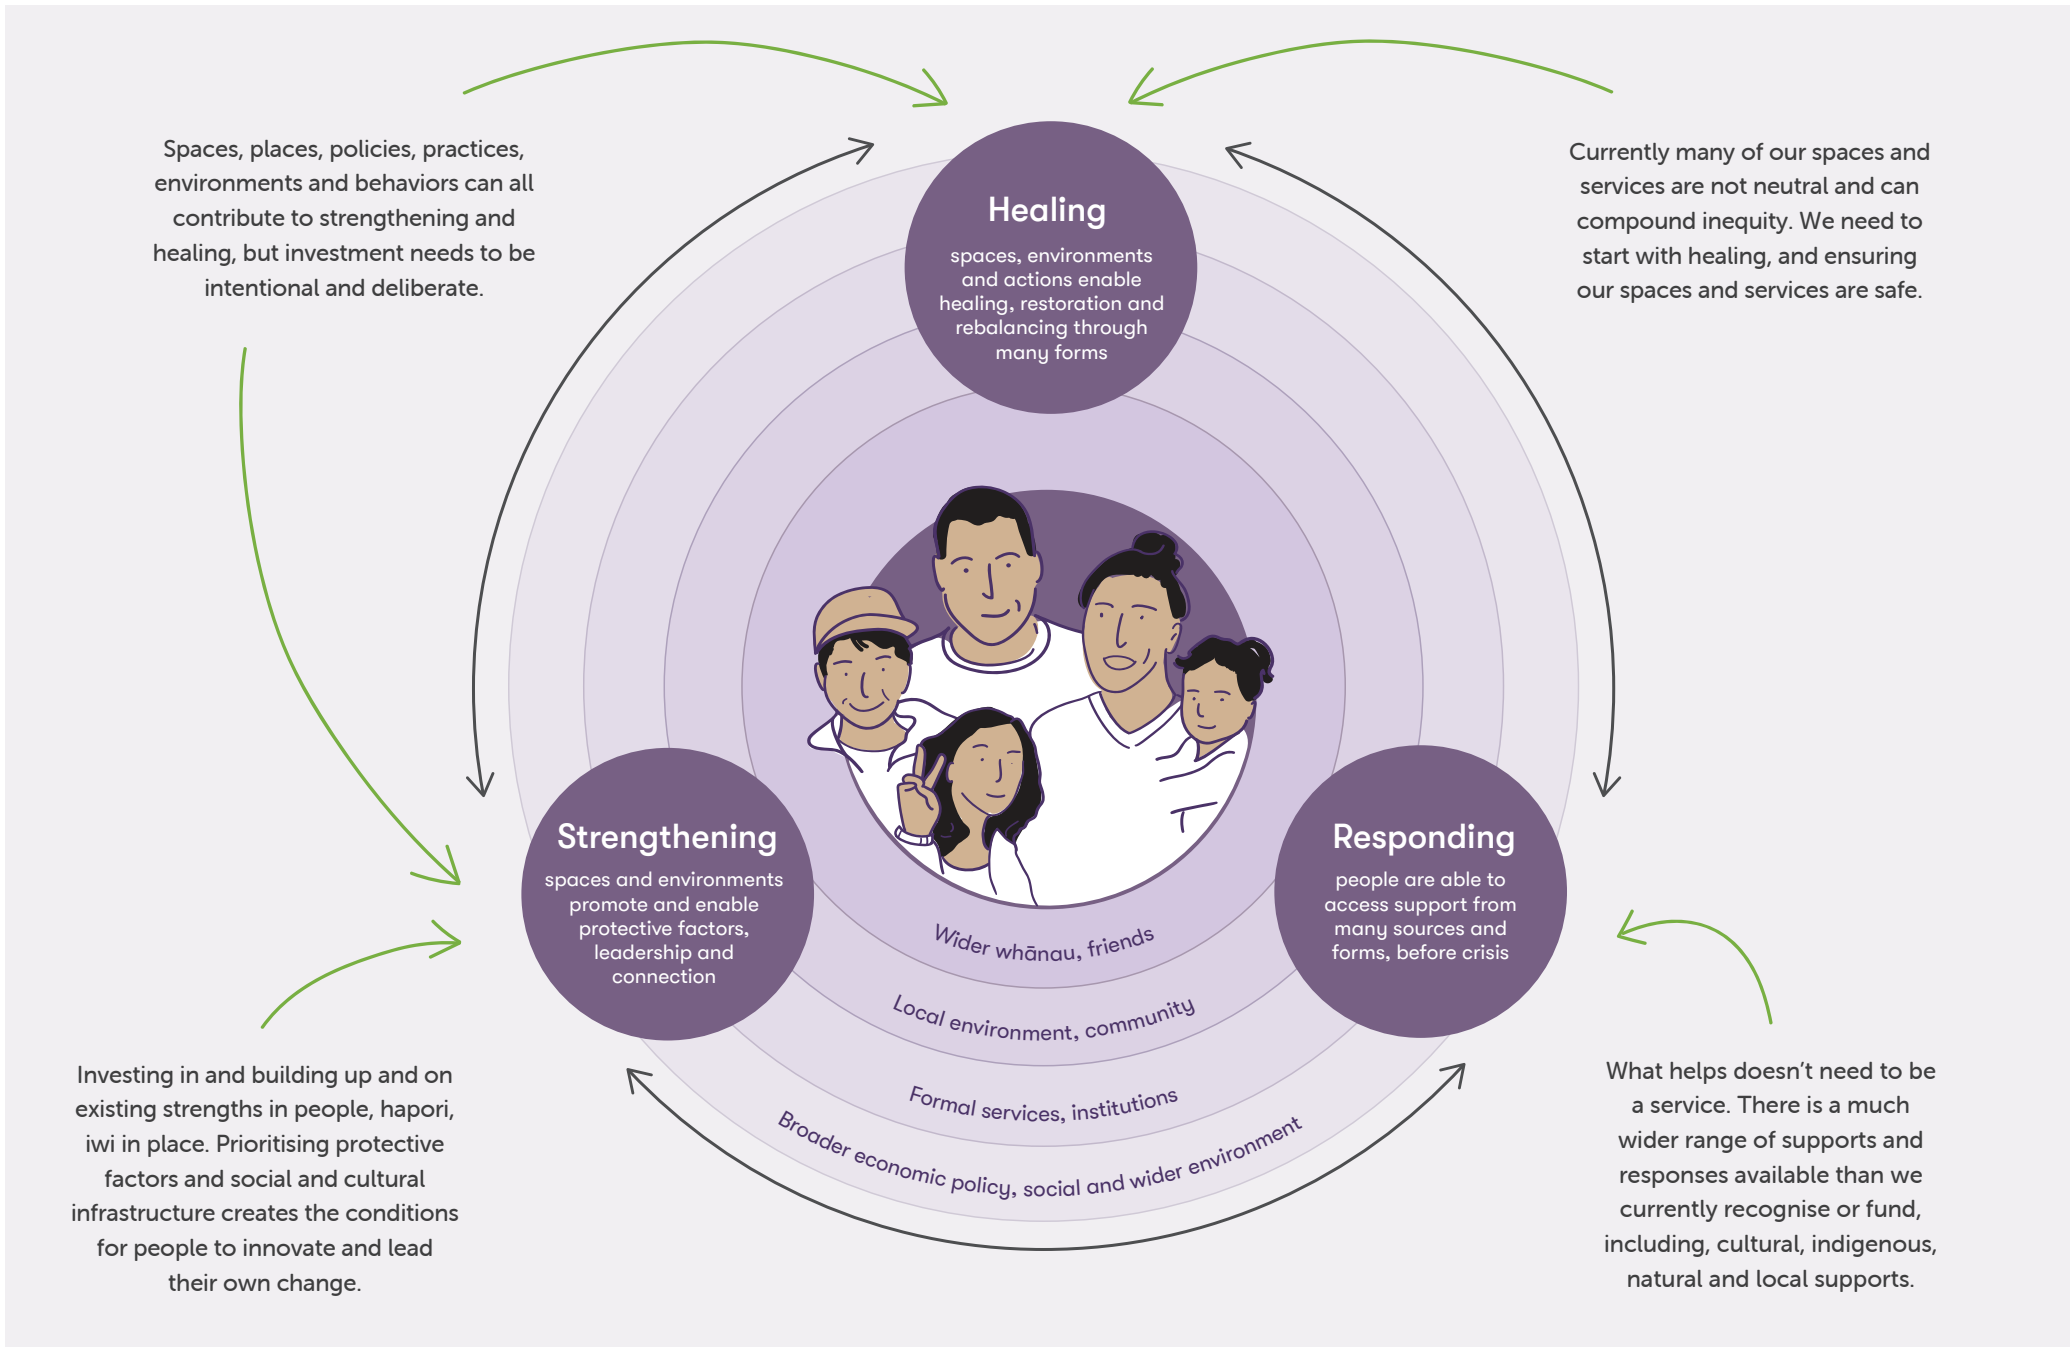 Spaces, places, policies, practices,
environments and behaviors can all
contribute to strengthening and
healing, but investment needs to be
intentional and deliberate.
Currently many of our spaces and
services are not neutral and can
compound inequity. We need to
start with healing, and ensuring
our spaces and services are safe.
Healing
spaces, environments
and actions enable
healing, restoration and
rebalancing through
many forms
Strengthening
spaces and environments
promote and enable
protective factors,
leadership and
connection
Responding
people are able to
access support from
many sources and
forms, before crisis
Wider whānau, friends
Local environment, community
Formal services, institutions
Broader economic policy, social and wider environment
Investing in and building up and on
existing strengths in people, hapori,
iwi in place. Prioritising protective
factors and social and cultural
infrastructure creates the conditions
for people to innovate and lead
their own change.
What helps doesn’t need to be
a service. There is a much
wider range of supports and
responses available than we
currently recognise or fund,
including, cultural, indigenous,
natural and local supports.